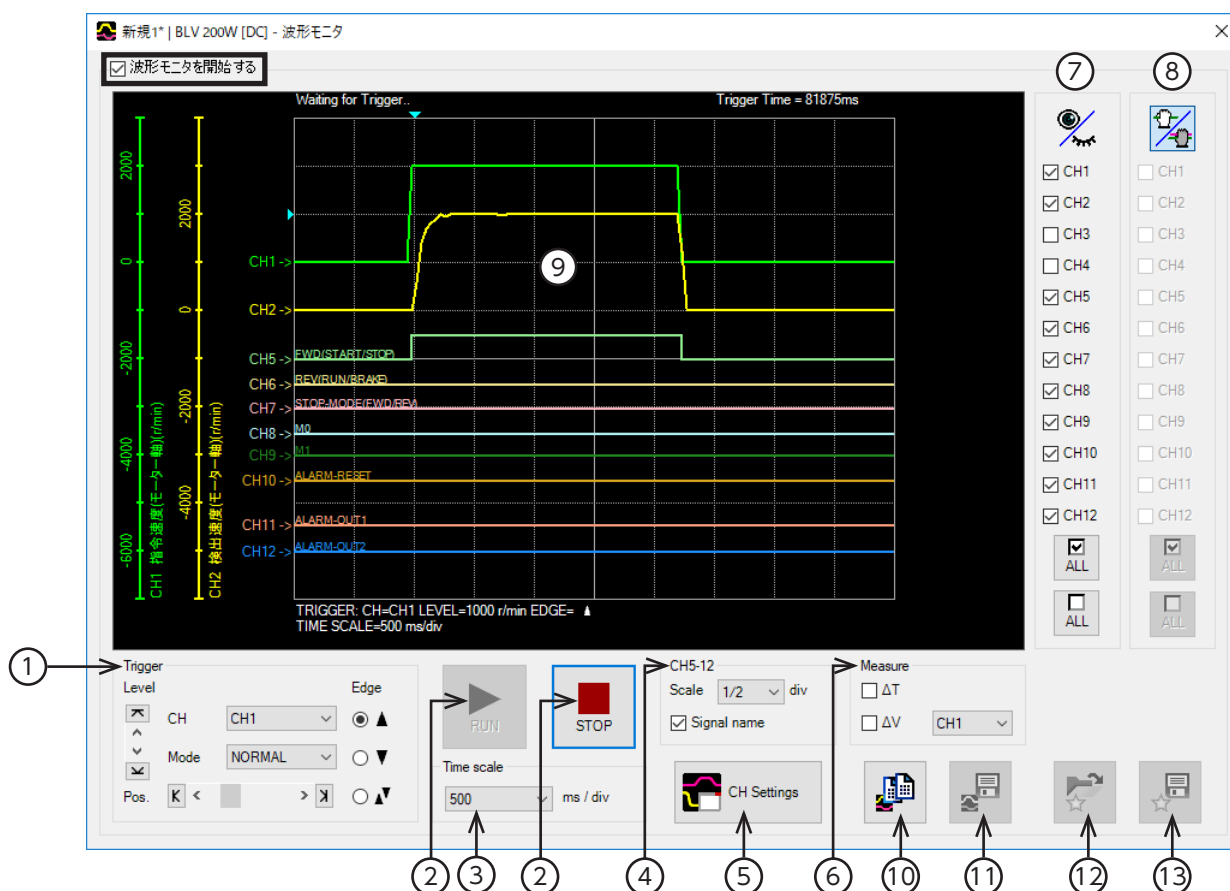 新規1* | BLV 200W [DC] - 波形モニタ
波形モニタを開始する
⑦
⑧
Waiting for Trigger..
Trigger Time = 81875ms
2000
0
-2000
-4000
-6000
CH1 指令速度(モーター軸)(r/min)
2000
0
-2000
-4000
CH2 検出速度(モーター軸)(r/min)
CH1 ->
⑨
CH2 ->
CH5 -> FWD(START/STOP)
CH6 -> REV(RUN/BRAKE)
CH7 -> STOP-MODE(FWD/REV)
CH8 -> M0
CH9 -> M1
CH10 -> ALARM-RESET
CH11 -> ALARM-OUT1
CH12 -> ALARM-OUT2
TRIGGER: CH=CH1 LEVEL=1000 r/min EDGE=
TIME SCALE=500 ms/div
CH1
CH2
CH3
CH4
CH5
CH6
CH7
CH8
CH9
CH10
CH11
CH12
ALL
ALL
CH1
CH2
CH3
CH4
CH5
CH6
CH7
CH8
CH9
CH10
CH11
CH12
ALL
ALL
①
Trigger
Level
Edge
CH CH1
Mode NORMAL
Pos.
②
RUN
②
STOP
Time scale
500 ms / div
CH5-12
Scale 1/2 div
Signal name
CH Settings
Measure
ΔT
ΔV CH1
② ③ ② ④ ⑤ ⑥ ⑩ ⑪ ⑫ ⑬